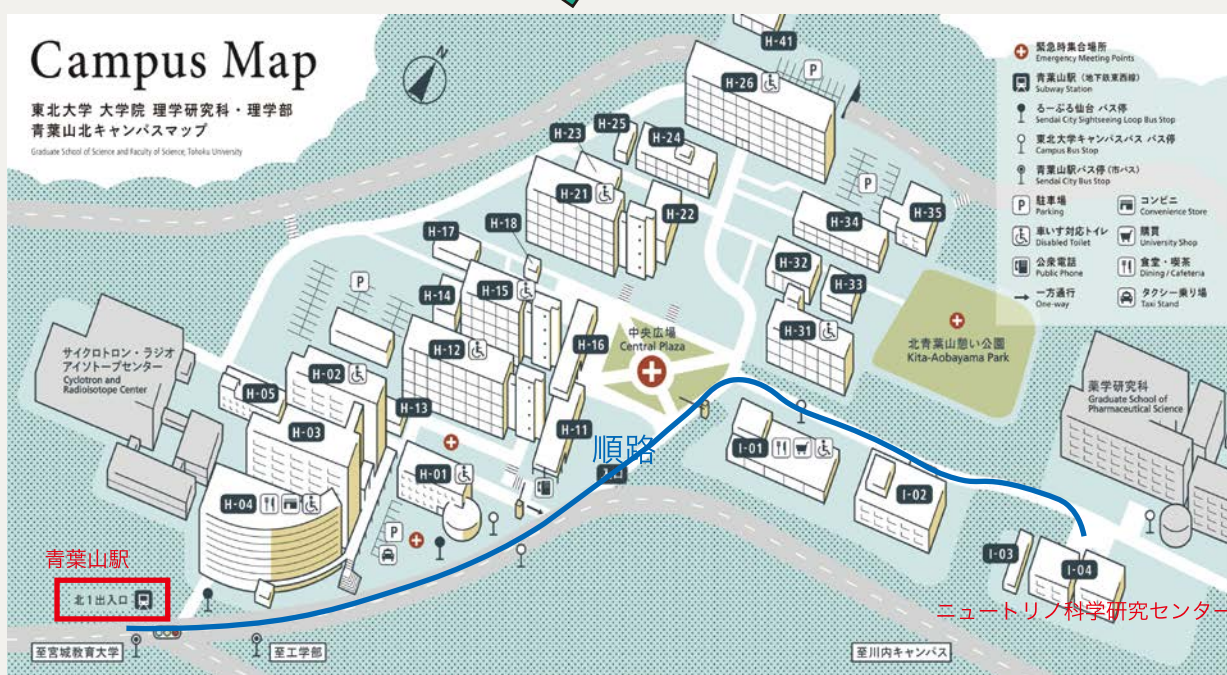 Campus Map
東北大学 大学院 理学研究科・理学部
青葉山北キャンパスマップ
Graduate School of Science and Faculty of Science, Tohoku University
N
緊急時集合場所
Emergency Meeting Points
青葉山駅（地下鉄東西線）
Subway Station
るーぷる仙台 バス停
Sendai City Sightseeing Loop Bus Stop
東北大学キャンパスバス バス停
Campus Bus Stop
青葉山駅バス停（市バス）
Sendai City Bus Stop
P
駐車場
Parking
コンビニ
Convenience Store
車いす対応トイレ
Disabled Toilet
購買
University Shop
公衆電話
Public Phone
食堂・喫茶
Dining / Cafeteria
一方通行
One-way
タクシー乗り場
Taxi Stand
H-41
P
H-26
H-25
H-24
H-23
H-21
H-22
P
H-34
H-35
H-18
H-17
H-32
H-33
H-15
H-14
P
H-31
H-16
中央広場
Central Plaza
北青葉山憩い公園
Kita-Aobayama Park
サイクロトロン・ラジオ
アイソトープセンター
Cyclotron and
Radioisotope Center
H-12
H-02
H-05
H-13
H-03
H-11
薬学研究科
Graduate School of
Pharmaceutical Science
順路
I-01
H-01
H-04
I-02
P
I-03
I-04
青葉山駅
北1出入口
ニュートリノ科学研究センター
至宮城教育大学
至工学部
至川内キャンパス